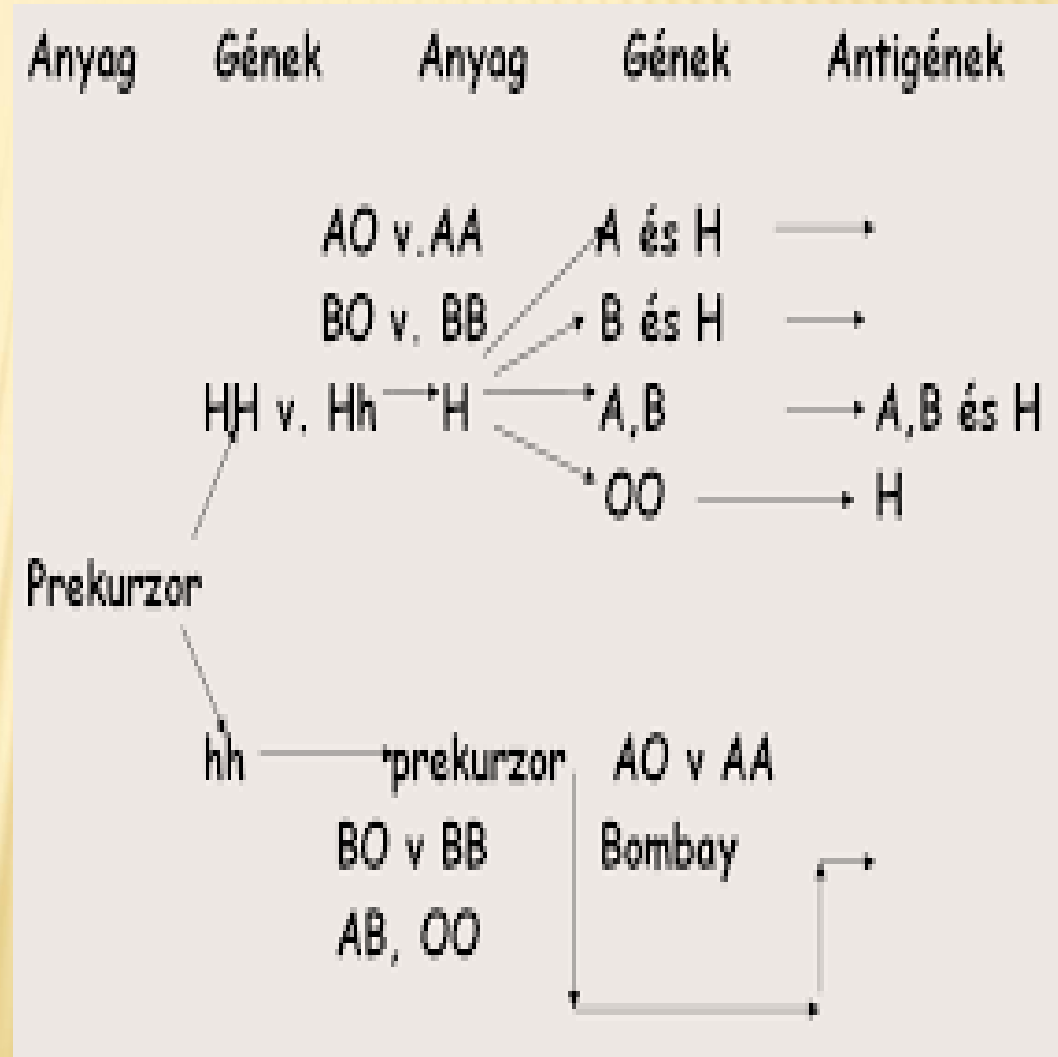 Anyag Gének Anyag Gének Antigének
AO v.AA A és H
BO v. BB B és H
HH v. Hh H A,B A,B és H
OO H
Prekurzor
hh prekurzor AO v AA
BO v BB Bombay
AB, OO